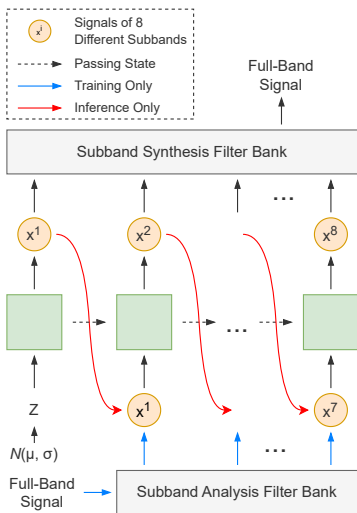 x^i
Signals of 8
Different Subbands
Passing State
Training Only
Inference Only
Full-Band
Signal
Subband Synthesis Filter Bank
...
x^1
x^2
x^8
...
Z
x^1
x^7
N(μ, σ)
...
Full-Band
Signal
Subband Analysis Filter Bank